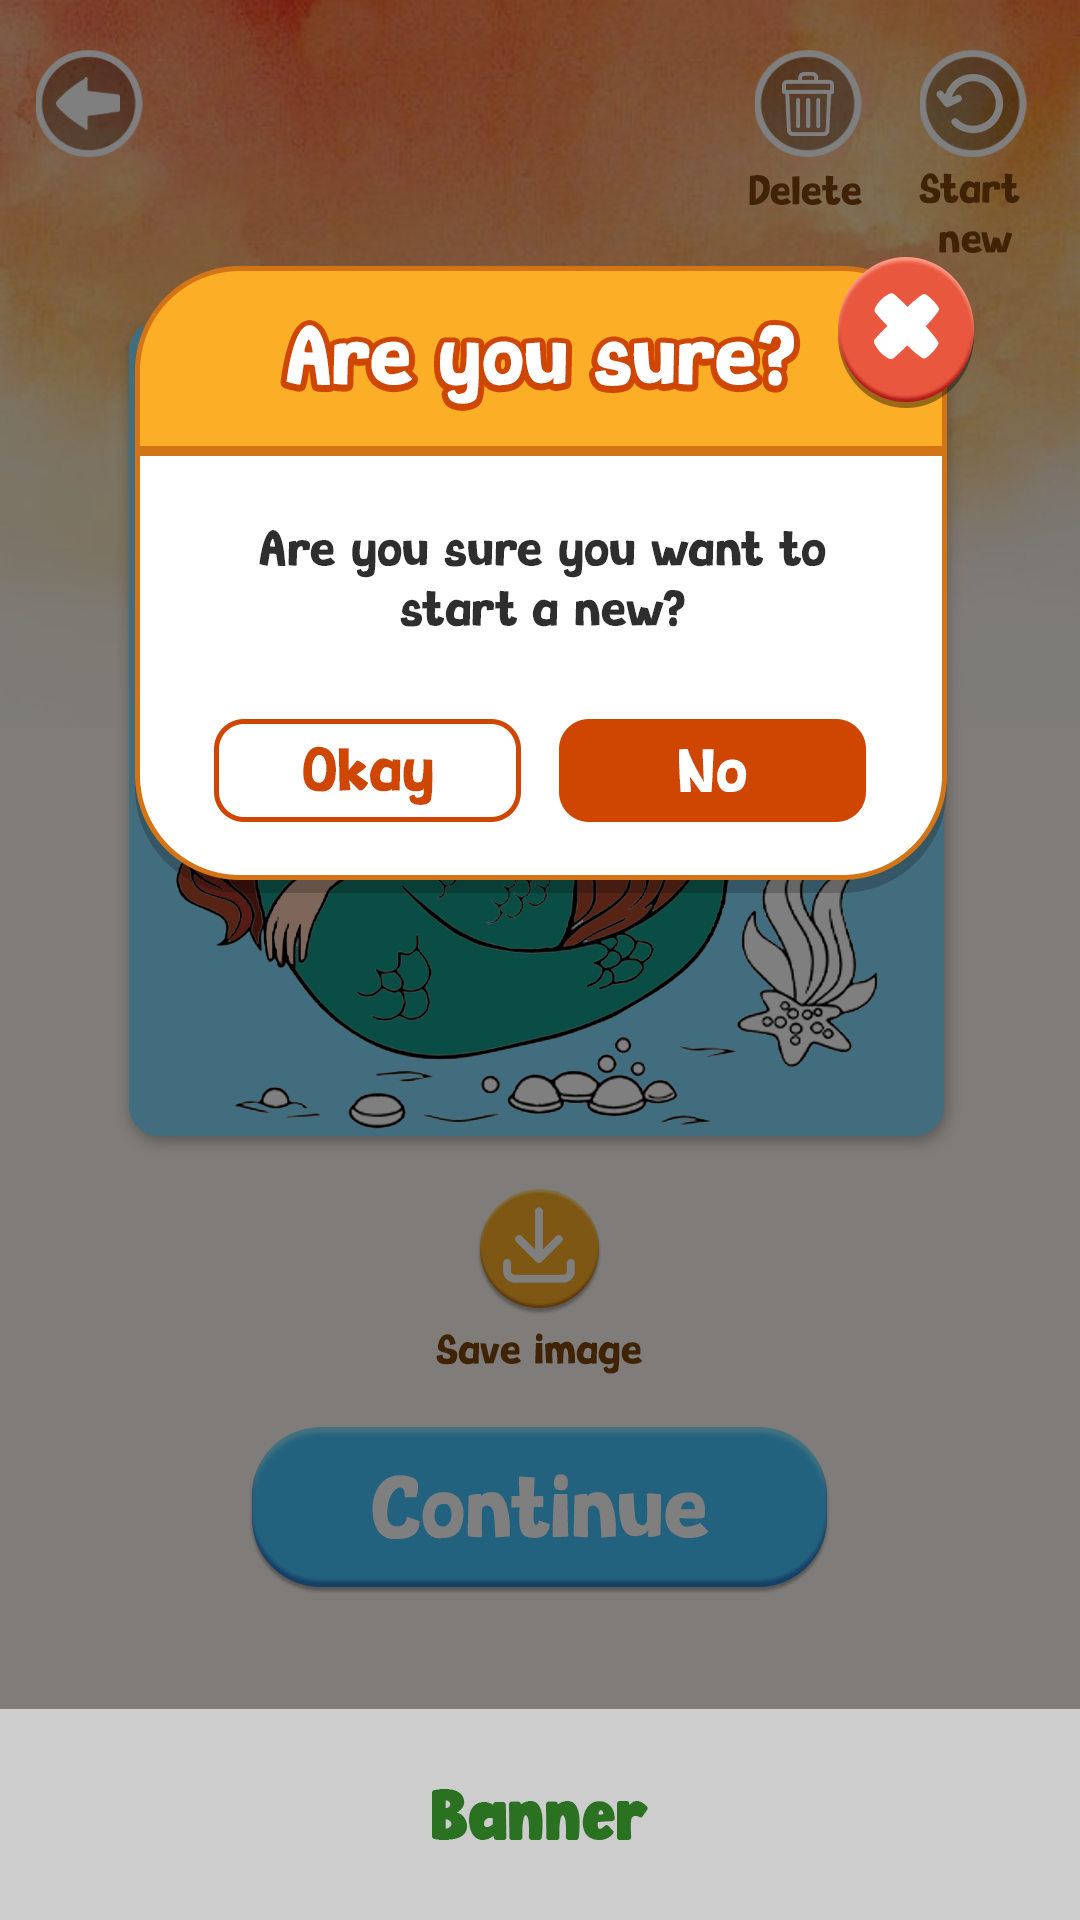 Delete
Start
new
Are you sure?
Are you sure you want to
start a new?
Okay
No
Save image
Continue
Banner